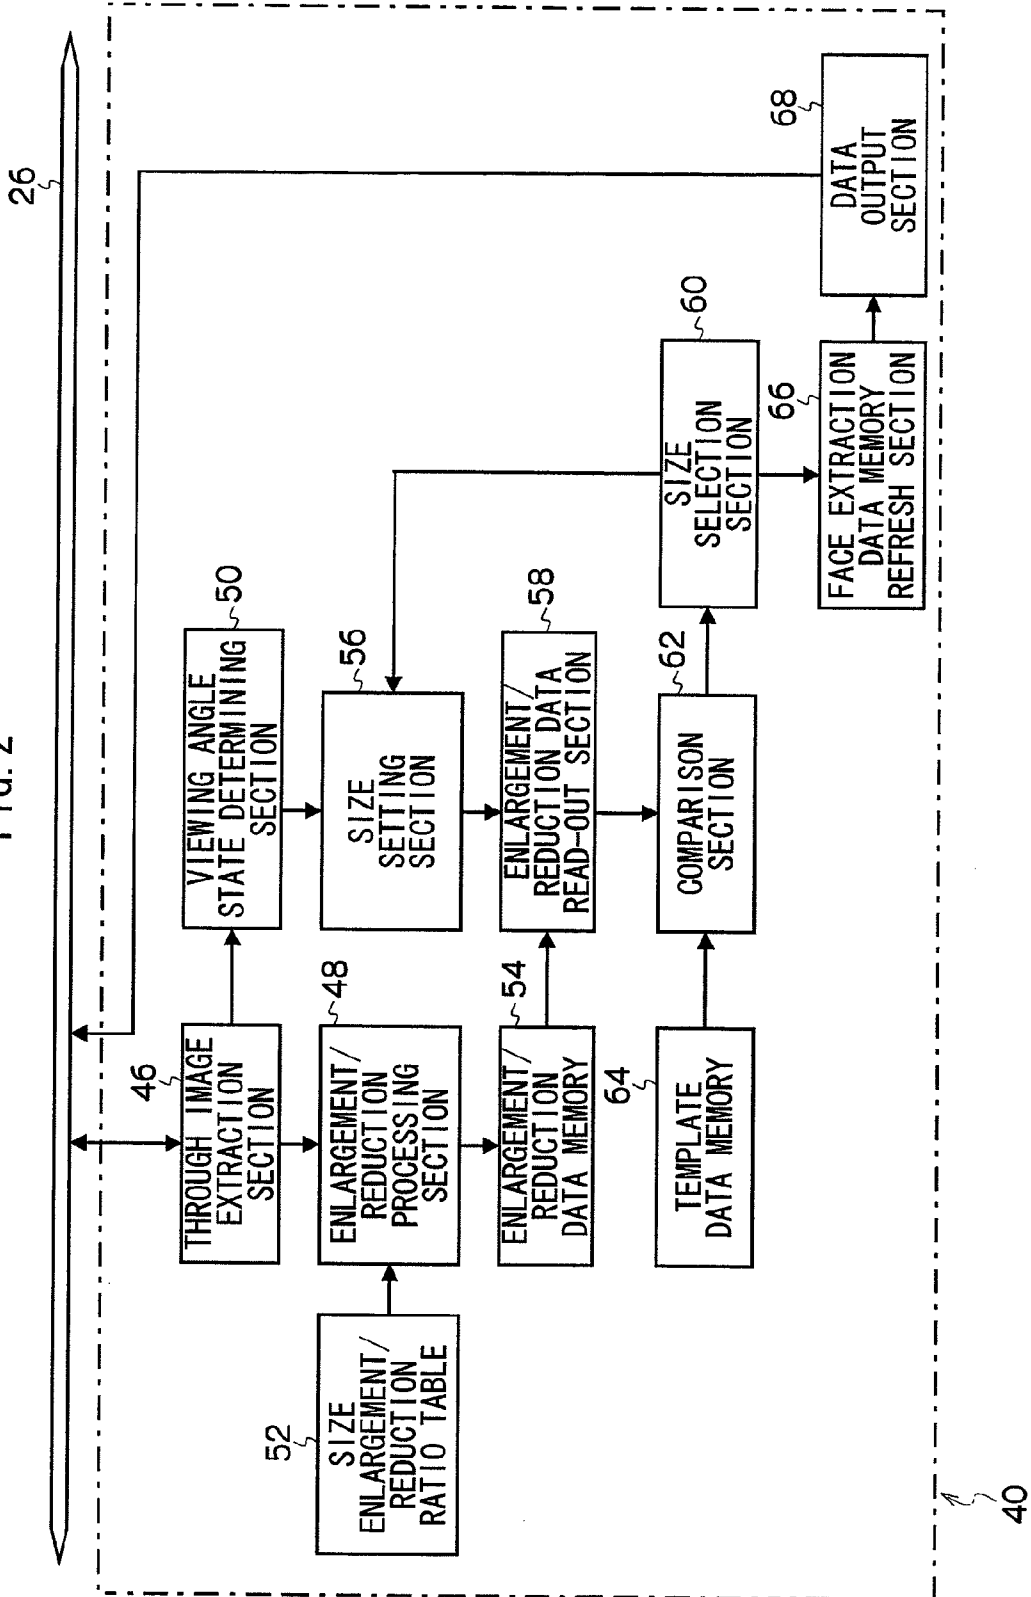 FIG. 2
26
46
THROUGH IMAGE
EXTRACTION
SECTION
50
VIEWING ANGLE
STATE DETERMINING
SECTION
52
SIZE
ENLARGEMENT/
REDUCTION
RATIO TABLE
48
ENLARGEMENT/
REDUCTION
PROCESSING
SECTION
56
SIZE
SETTING
SECTION
54
ENLARGEMENT/
REDUCTION
DATA MEMORY
58
ENLARGEMENT/
REDUCTION DATA
READ-OUT SECTION
64
TEMPLATE
DATA MEMORY
62
COMPARISON
SECTION
60
SIZE
SELECTION
SECTION
66
FACE EXTRACTION
DATA MEMORY
REFRESH SECTION
68
DATA
OUTPUT
SECTION
40